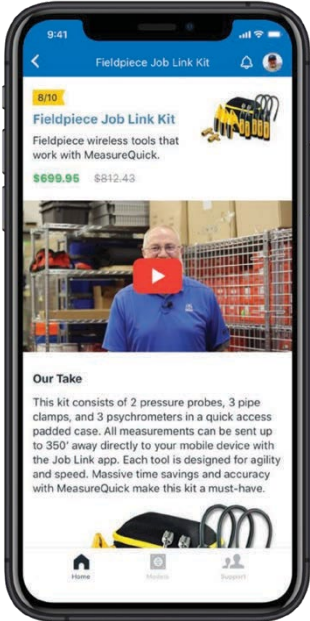 9:41
Fieldpiece Job Link Kit
8/10
Fieldpiece Job Link Kit
Fieldpiece wireless tools that
work with MeasureQuick.
$699.95 $812.43
Our Take
This kit consists of 2 pressure probes, 3 pipe
clamps, and 3 psychrometers in a quick access
padded case. All measurements can be sent up
to 350' away directly to your mobile device with
the Job Link app. Each tool is designed for agility
and speed. Massive time savings and accuracy
with MeasureQuick make this kit a must-have.
Home Modes Support